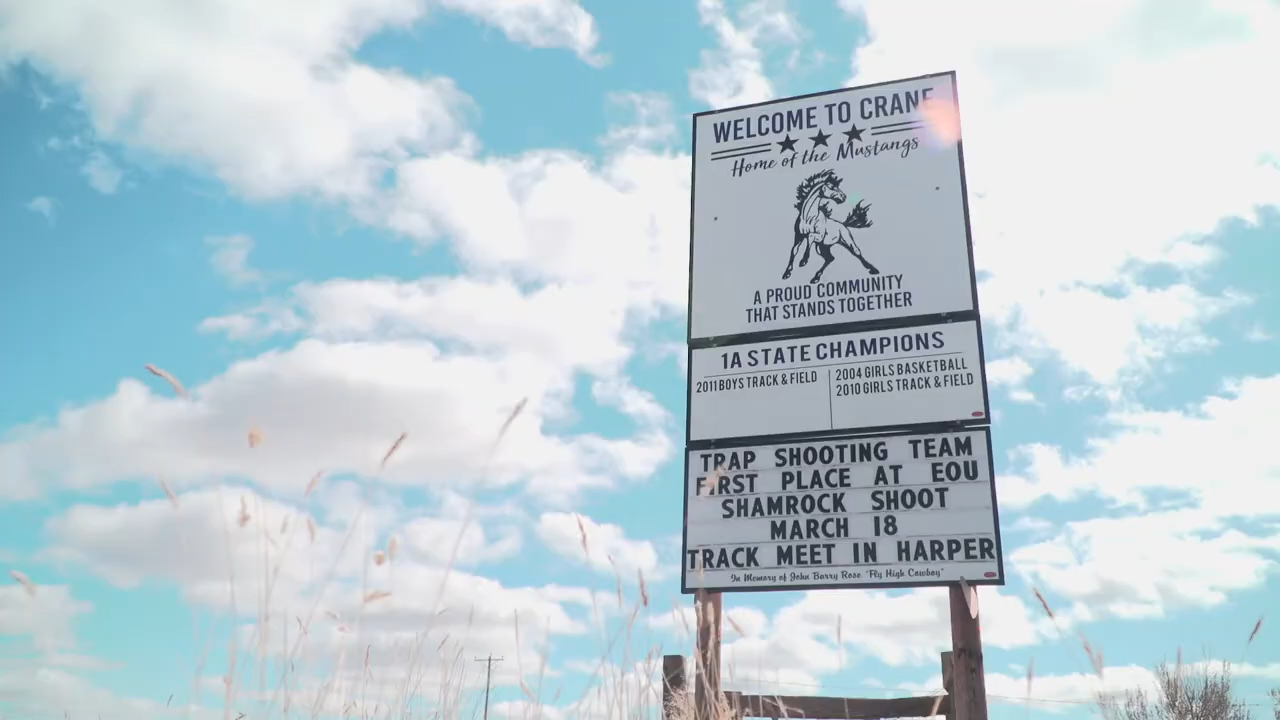 WELCOME TO CRANE
Home of the Mustangs
A PROUD COMMUNITY
THAT STANDS TOGETHER
1A STATE CHAMPIONS
2011 BOYS TRACK & FIELD
2004 GIRLS BASKETBALL
2010 GIRLS TRACK & FIELD
TRAP SHOOTING TEAM
FIRST PLACE AT EOU
SHAMROCK SHOOT
MARCH 18
TRACK MEET IN HARPER
In Memory of John Barry Rose "Fly High Cowboy"